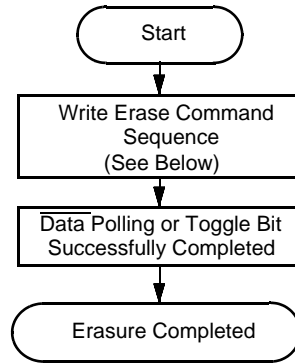 Start
Write Erase Command
Sequence
(See Below)
Data Polling or Toggle Bit
Successfully Completed
Erasure Completed